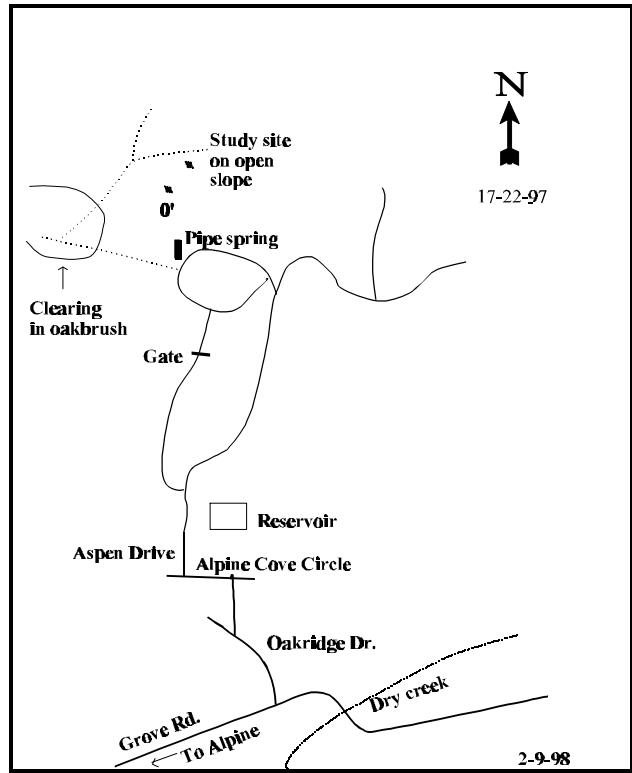 N
17-22-97
Study site
on open
slope
0'
Pipe spring
Clearing
in oakbrush
Gate
Reservoir
Aspen Drive
Alpine Cove Circle
Oakridge Dr.
Dry creek
Grove Rd.
To Alpine
2-9-98